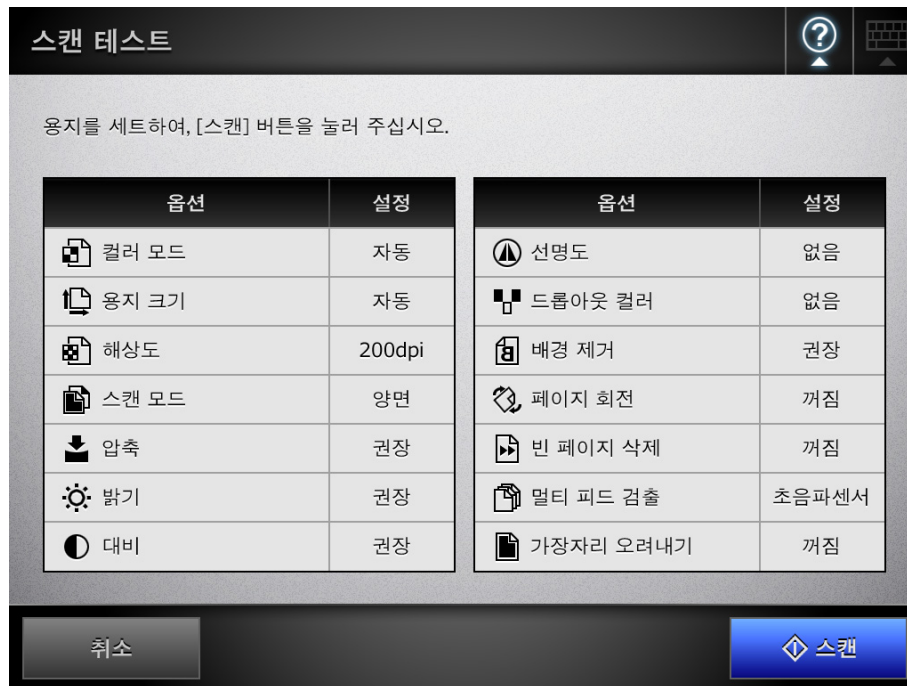 스캔 테스트
?
용지를 세트하여, [스캔] 버튼을 눌러 주십시오.
옵션 설정
컬러 모드 자동
용지 크기 자동
해상도 200dpi
스캔 모드 양면
압축 권장
밝기 권장
대비 권장
옵션 설정
선명도 없음
드롭아웃 컬러 없음
배경 제거 권장
페이지 회전 꺼짐
빈 페이지 삭제 꺼짐
멀티 피드 검출 초음파센서
가장자리 오려내기 꺼짐
취소
스캔